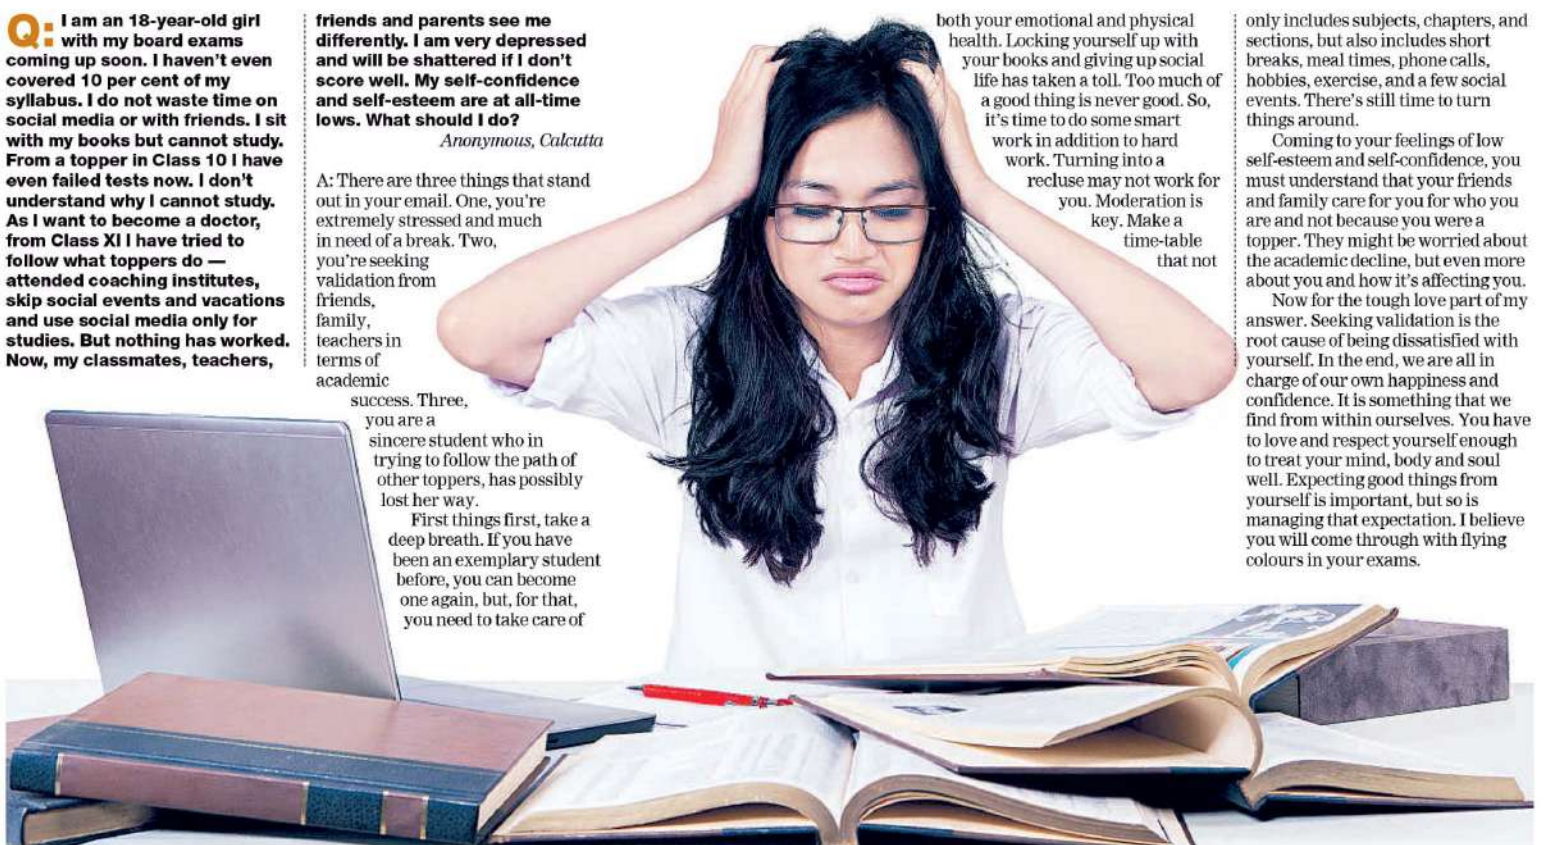 Q: I am an 18-year-old girl
with my board exams
coming up soon. I haven't even
covered 10 per cent of my
syllabus. I do not waste time on
social media or with friends. I sit
with my books but cannot study.
From a topper in Class 10 I have
even failed tests now. I don't
understand why I cannot study.
As I want to become a doctor,
from Class XI I have tried to
follow what toppers do —
attended coaching institutes,
skip social events and vacations
and use social media only for
studies. But nothing has worked.
Now, my classmates, teachers,
friends and parents see me
differently. I am very depressed
and will be shattered if I don't
score well. My self-confidence
and self-esteem are at all-time
lows. What should I do?
Anonymous, Calcutta
A: There are three things that stand
out in your email. One, you're
extremely stressed and much
in need of a break. Two,
you're seeking
validation from
friends,
family,
teachers in
terms of
academic
success. Three,
you are a
sincere student who in
trying to follow the path of
other toppers, has possibly
lost her way.
First things first, take a
deep breath. If you have
been an exemplary student
before, you can become
one again, but, for that,
you need to take care of
both your emotional and physical
health. Locking yourself up with
your books and giving up social
life has taken a toll. Too much of
a good thing is never good. So,
it's time to do some smart
work in addition to hard
work. Turning into a
recluse may not work for
you. Moderation is
key. Make a
time-table
that not
only includes subjects, chapters, and
sections, but also includes short
breaks, meal times, phone calls,
hobbies, exercise, and a few social
events. There's still time to turn
things around.
Coming to your feelings of low
self-esteem and self-confidence, you
must understand that your friends
and family care for you for who you
are and not because you were a
topper. They might be worried about
the academic decline, but even more
about you and how it's affecting you.
Now for the tough love part of my
answer. Seeking validation is the
root cause of being dissatisfied with
yourself. In the end, we are all in
charge of our own happiness and
confidence. It is something that we
find from within ourselves. You have
to love and respect yourself enough
to treat your mind, body and soul
well. Expecting good things from
yourself is important, but so is
managing that expectation. I believe
you will come through with flying
colours in your exams.